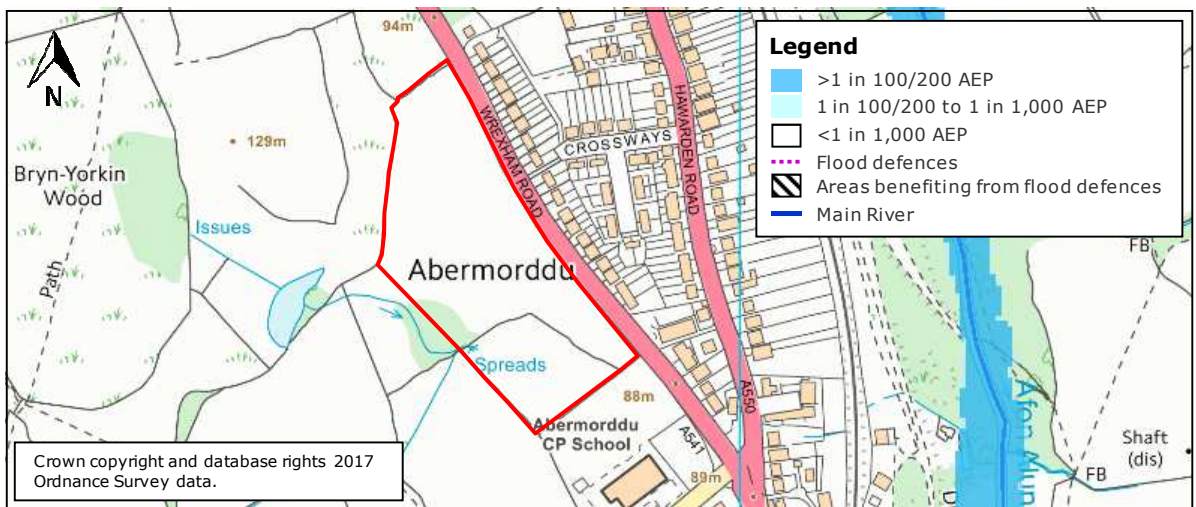 94m
N
129m
Bryn-Yorkin
Wood
Issues
Path
WREXHAM ROAD
CROSSWAYS
HAWARDEN ROAD
Abermorddu
Spreads
88m
Abermorddu
CP School
A541
A550
89m
Legend
>1 in 100/200 AEP
1 in 100/200 to 1 in 1,000 AEP
<1 in 1,000 AEP
Flood defences
Areas benefiting from flood defences
Main River
FB
Shaft
(dis)
FB
Afon
D
Crown copyright and database rights 2017
Ordnance Survey data.